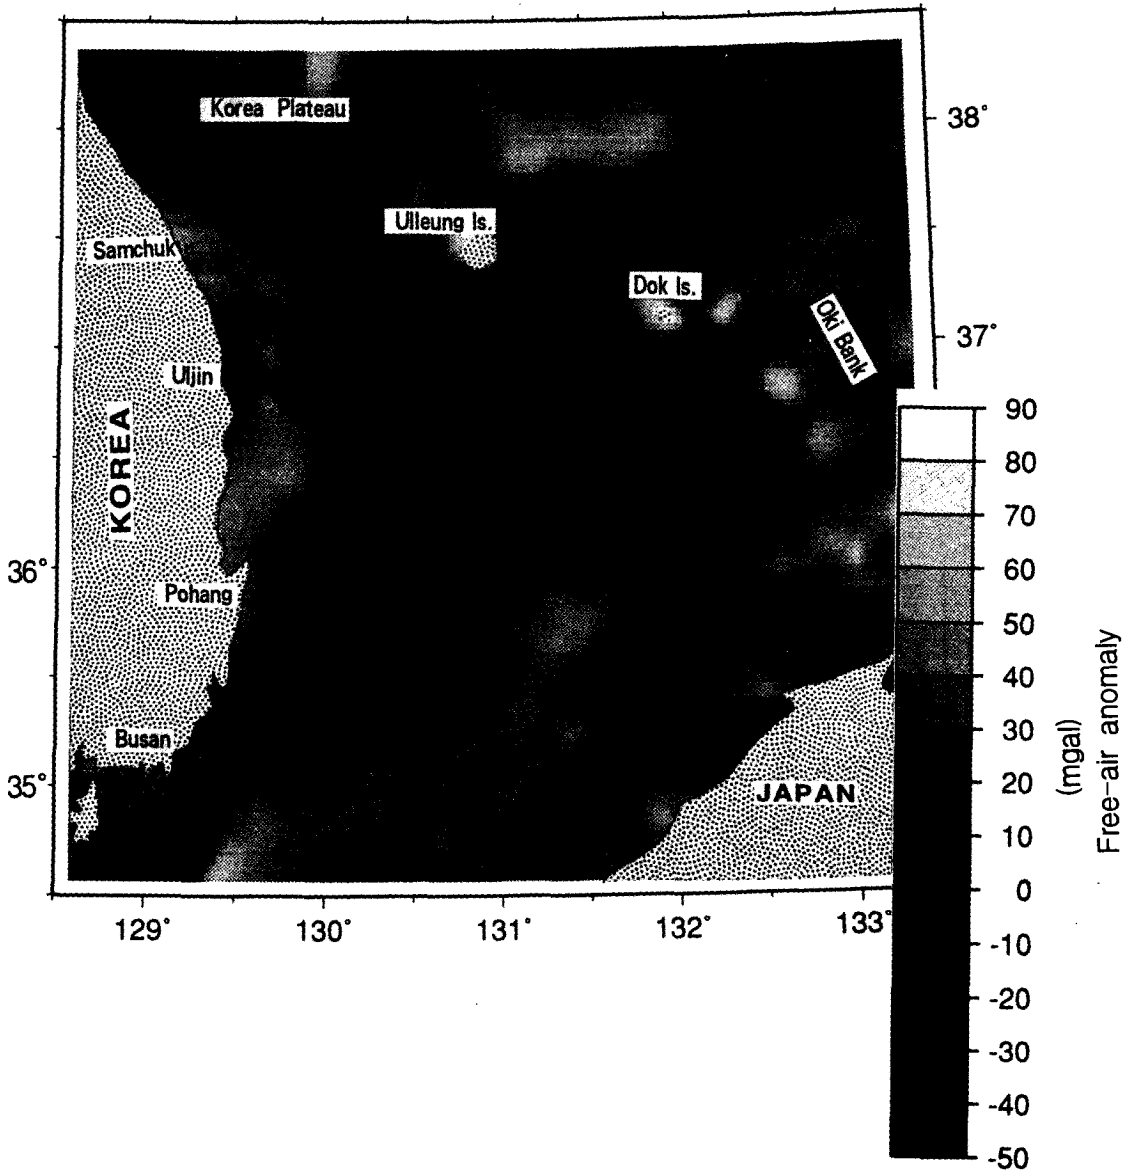 Korea Plateau
38°
Ulleung Is.
Samchuk
Dok Is.
Oki Bank
37°
Uljin
KOREA
36°
Pohang
Busan
35°
JAPAN
129°
130°
131°
132°
133°
90
80
70
60
50
40
30
20
10
0
-10
-20
-30
-40
-50
(mgal)
Free-air anomaly